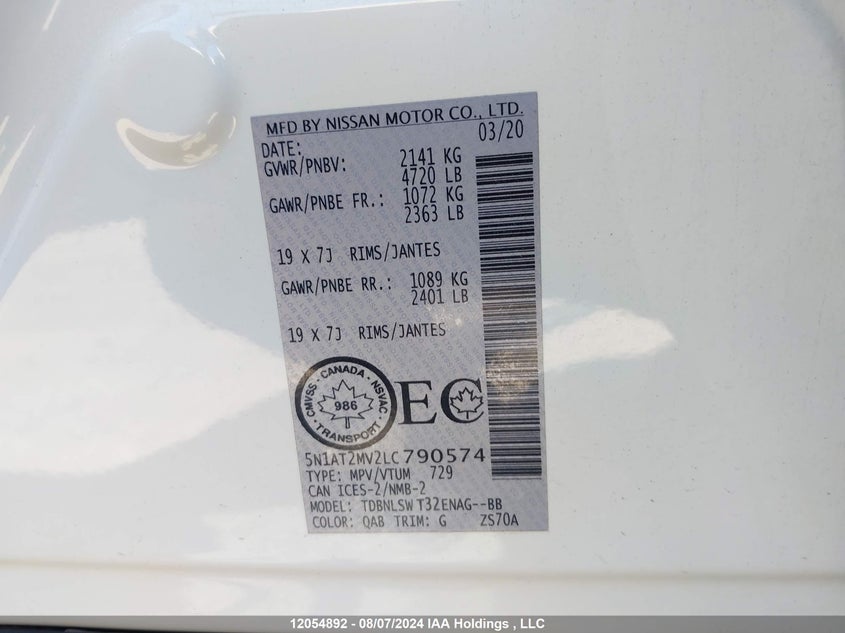 MFD BY NISSAN MOTOR CO., LTD.
DATE: 03/20
GVWR/PNBV: 2141 KG
4720 LB
GAWR/PNBE FR.: 1072 KG
2363 LB
19 X 7J RIMS/JANTES
GAWR/PNBE RR.: 1089 KG
2401 LB
19 X 7J RIMS/JANTES
CMVSS - CANADA - NSVAC
986
- TRANSPORT -
EC
5N1AT2MV2LC790574
TYPE: MPV/VTUM 729
CAN ICES-2/NMB-2
MODEL: TDBNLSW T32ENAG--BB
COLOR: QAB TRIM: G ZS70A
12054892 - 08/07/2024 IAA Holdings , LLC